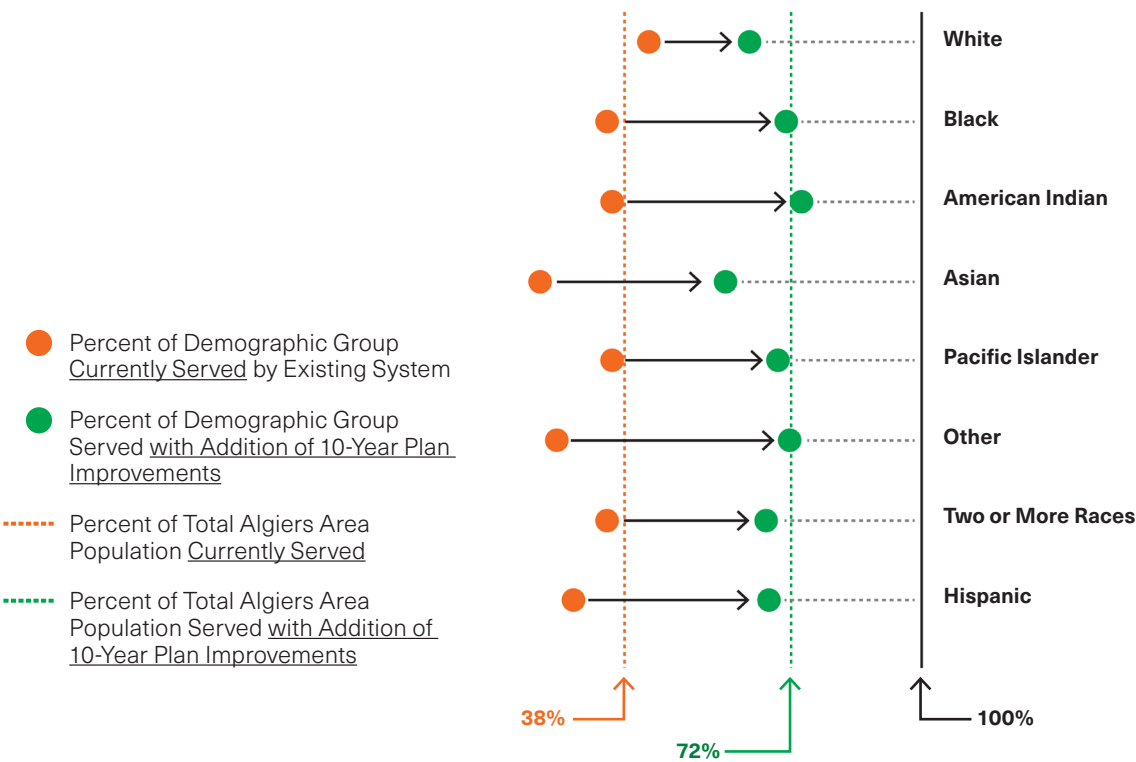 White
Black
American Indian
Asian
Percent of Demographic Group
Currently Served by Existing System
Pacific Islander
Percent of Demographic Group
Served with Addition of 10-Year Plan
Improvements
Other
Percent of Total Algiers Area
Population Currently Served
Two or More Races
Percent of Total Algiers Area
Population Served with Addition of
10-Year Plan Improvements
Hispanic
38%
100%
72%